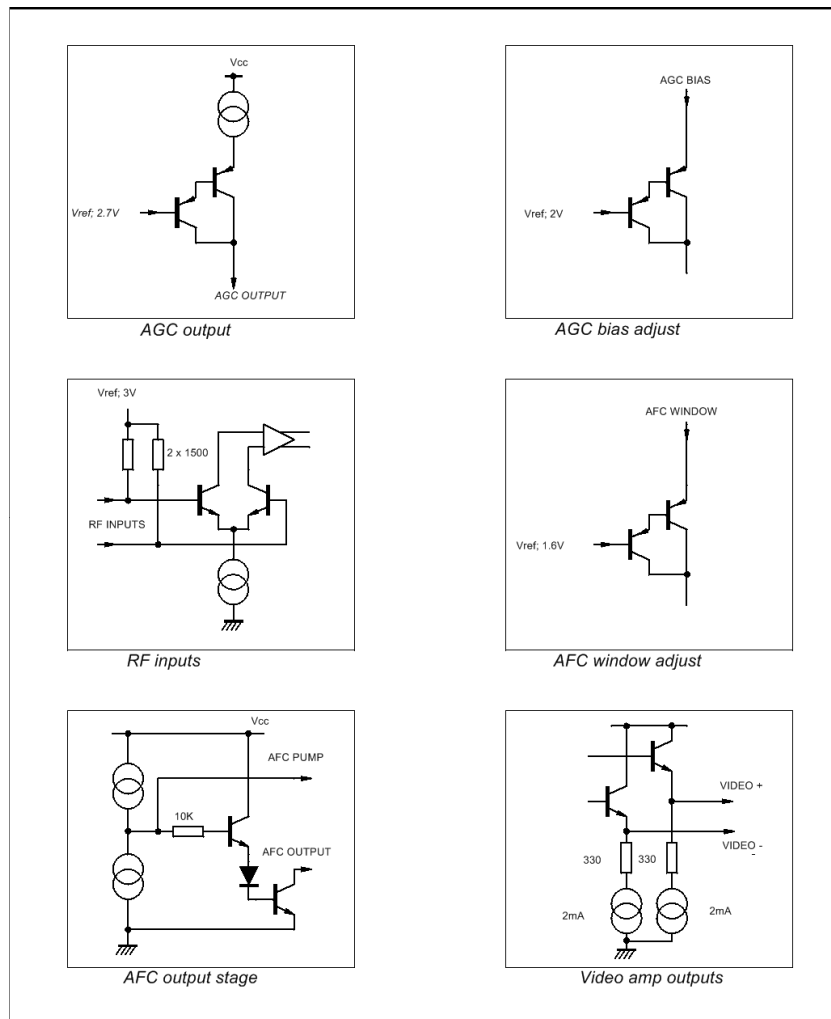 Vcc
Vref; 2.7V
AGC OUTPUT
AGC output
AGC BIAS
Vref; 2V
AGC bias adjust
Vref; 3V
2 x 1500
RF INPUTS
RF inputs
AFC WINDOW
Vref; 1.6V
AFC window adjust
Vcc
AFC PUMP
10K
AFC OUTPUT
AFC output stage
VIDEO +
VIDEO -
-
330 330
2mA 2mA
Video amp outputs